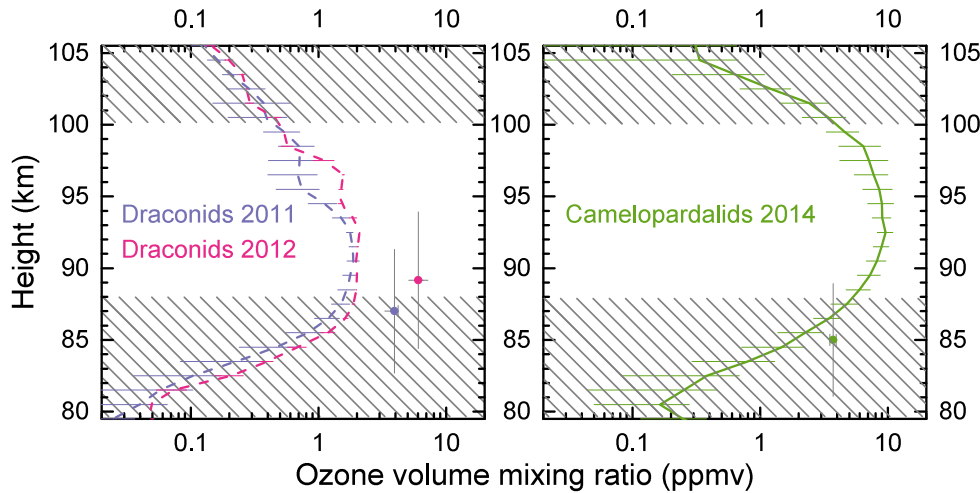 0.1 1 10 0.1 1 10
105 105
100 100
95 95
90 90
85 85
80 80
Height (km)
Draconids 2011
Draconids 2012
Camelopardalids 2014
0.1 1 10 0.1 1 10
Ozone volume mixing ratio (ppmv)